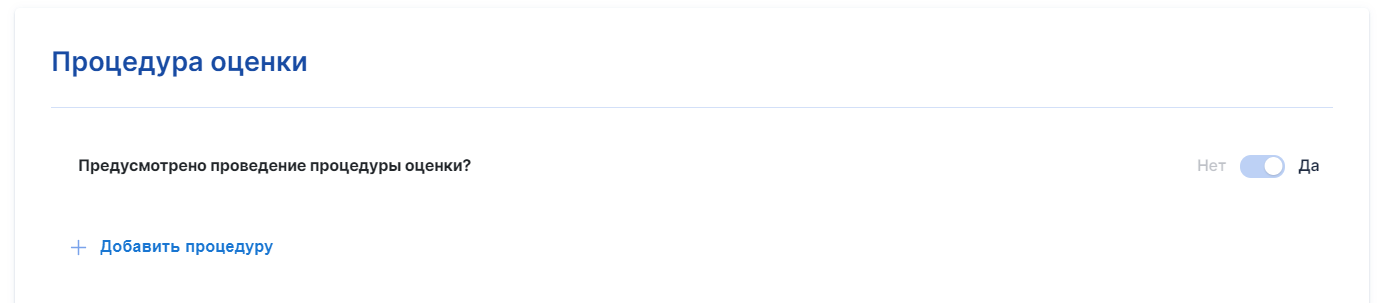 Процедура оценки
Предусмотрено проведение процедуры оценки?
Нет Да
Добавить процедуру